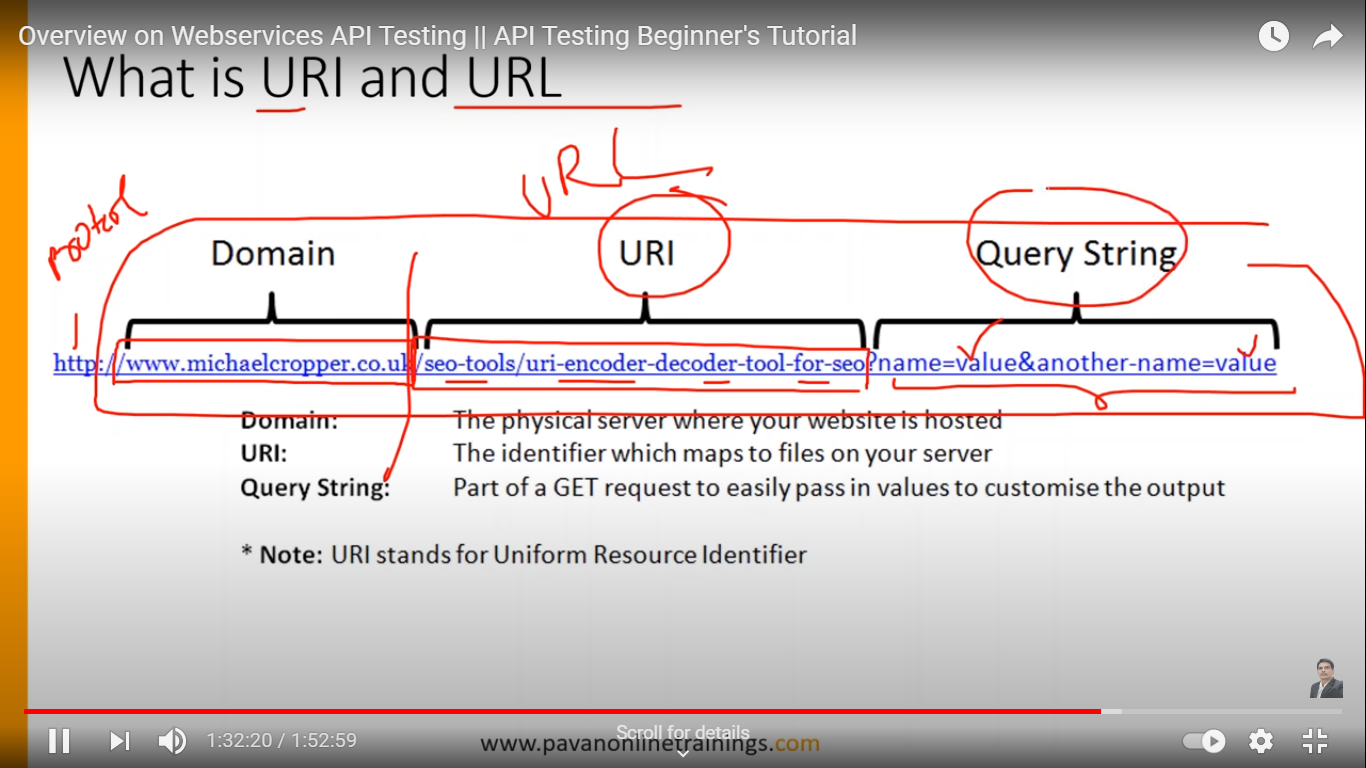 Overview on Webservices API Testing || API Testing Beginner's Tutorial
What is URI and URL
URL
Domain
URI
Query String
http://www.michaelcropper.co.uk/seo-tools/uri-encoder-decoder-tool-for-seo?name=value&another-name=value
Domain: The physical server where your website is hosted
URI: The identifier which maps to files on your server
Query String: Part of a GET request to easily pass in values to customise the output
* Note: URI stands for Uniform Resource Identifier
1:32:20 / 1:52:59
Scroll for details
www.pavanonlinetrainings.com